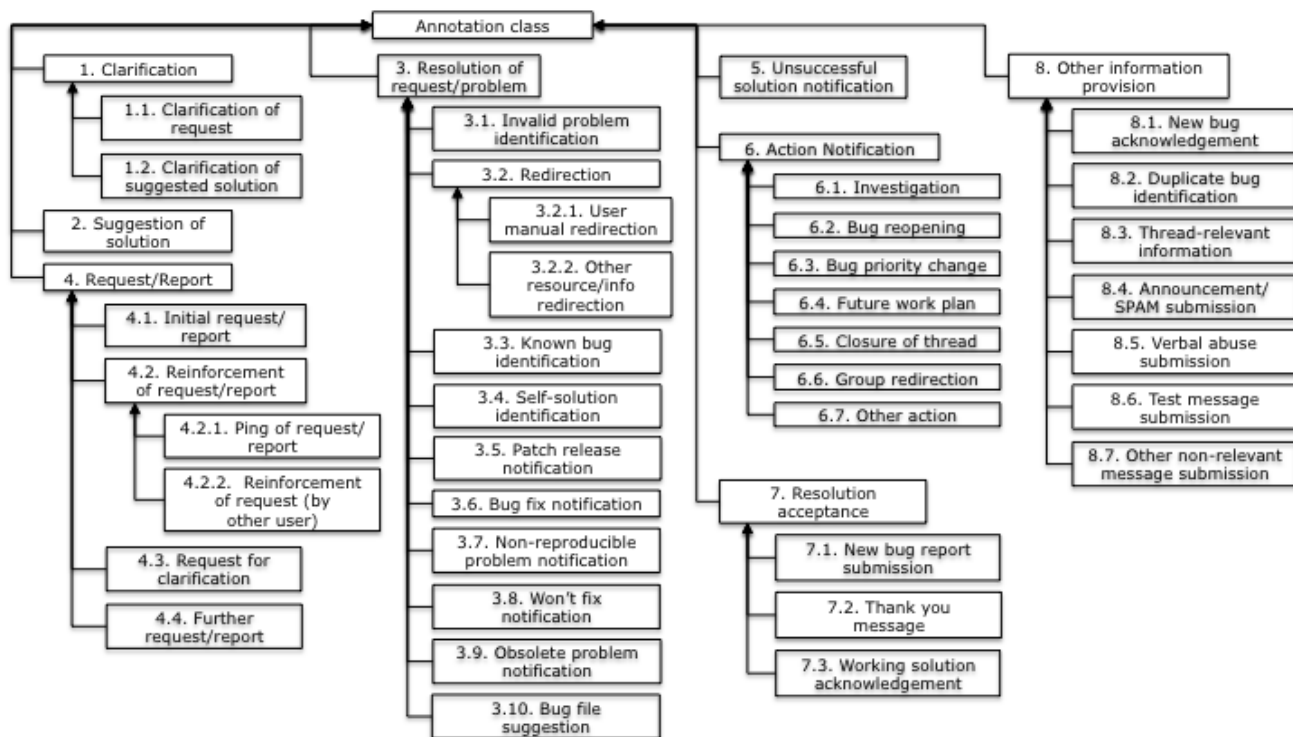 Annotation class
1. Clarification
1.1. Clarification of
request
1.2. Clarification of
suggested solution
2. Suggestion of
solution
4. Request/Report
4.1. Initial request/
report
4.2. Reinforcement
of request/report
4.2.1. Ping of request/
report
4.2.2. Reinforcement
of request (by
other user)
4.3. Request for
clarification
4.4. Further
request/report
3. Resolution of
request/problem
3.1. Invalid problem
identification
3.2. Redirection
3.2.1. User
manual redirection
3.2.2. Other
resource/info
redirection
3.3. Known bug
identification
3.4. Self-solution
identification
3.5. Patch release
notification
3.6. Bug fix notification
3.7. Non-reproducible
problem notification
3.8. Won't fix
notification
3.9. Obsolete problem
notification
3.10. Bug file
suggestion
5. Unsuccessful
solution notification
6. Action Notification
6.1. Investigation
6.2. Bug reopening
6.3. Bug priority change
6.4. Future work plan
6.5. Closure of thread
6.6. Group redirection
6.7. Other action
7. Resolution
acceptance
7.1. New bug report
submission
7.2. Thank you
message
7.3. Working solution
acknowledgement
8. Other information
provision
8.1. New bug
acknowledgement
8.2. Duplicate bug
identification
8.3. Thread-relevant
information
8.4. Announcement/
SPAM submission
8.5. Verbal abuse
submission
8.6. Test message
submission
8.7. Other non-relevant
message submission